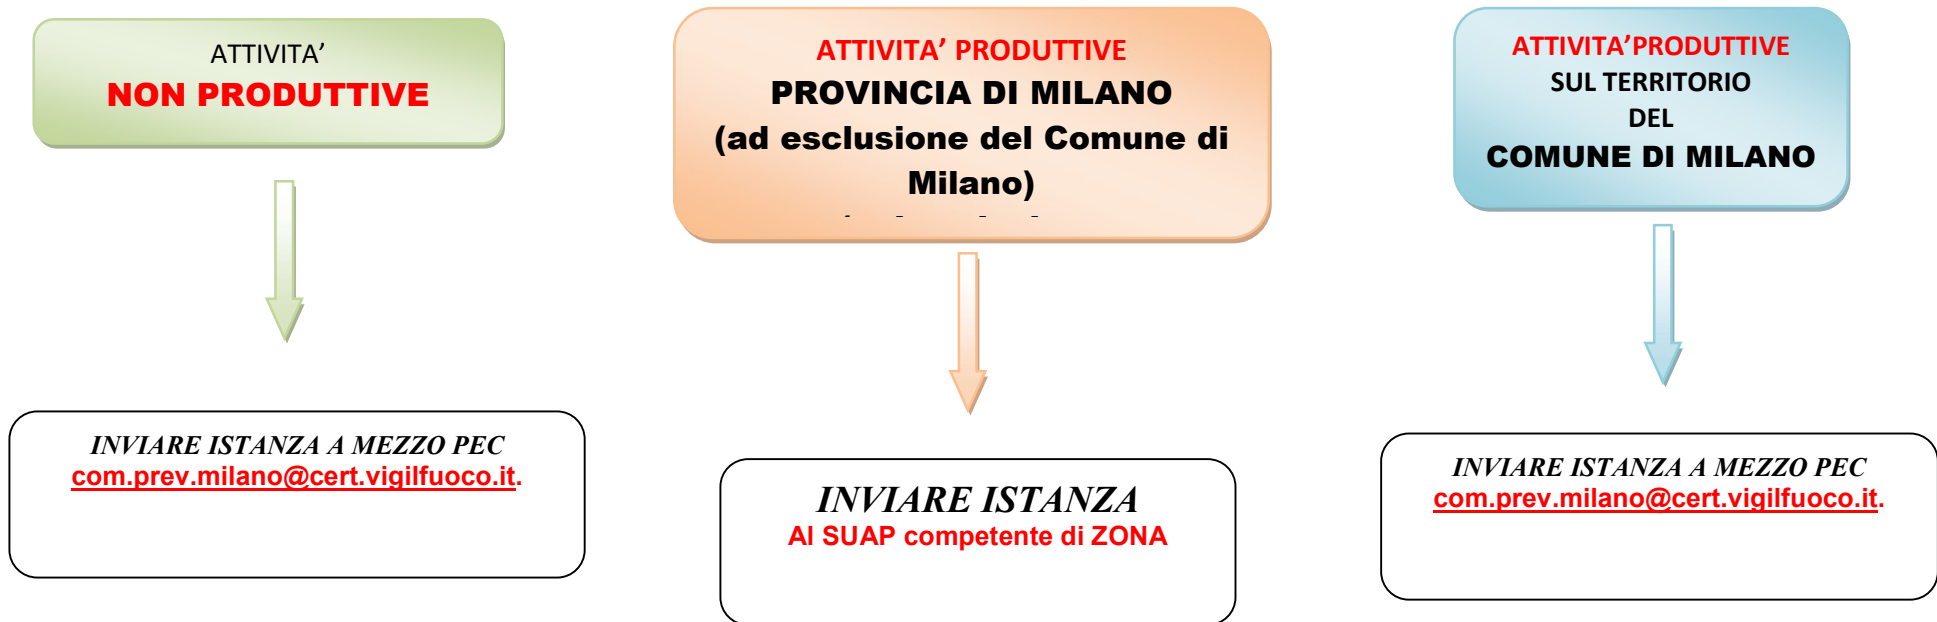 ATTIVITA’
NON PRODUTTIVE
ATTIVITA’ PRODUTTIVE
PROVINCIA DI MILANO
(ad esclusione del Comune di
Milano)
ATTIVITA’PRODUTTIVE
SUL TERRITORIO
DEL
COMUNE DI MILANO
INVIARE ISTANZA A MEZZO PEC
com.prev.milano@cert.vigilfuoco.it.
INVIARE ISTANZA
Al SUAP competente di ZONA
INVIARE ISTANZA A MEZZO PEC
com.prev.milano@cert.vigilfuoco.it.